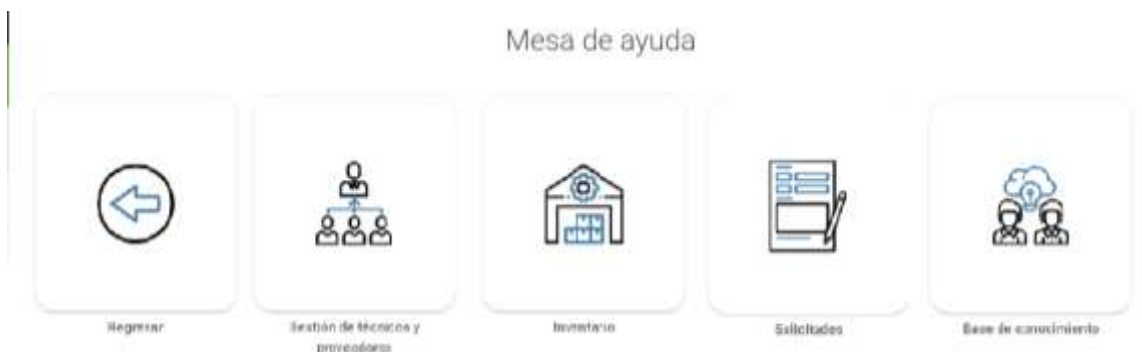 Mesa de ayuda
Regresar
Gestión de técnicos y
proveedores
Inventario
Solicitudes
Base de conocimiento